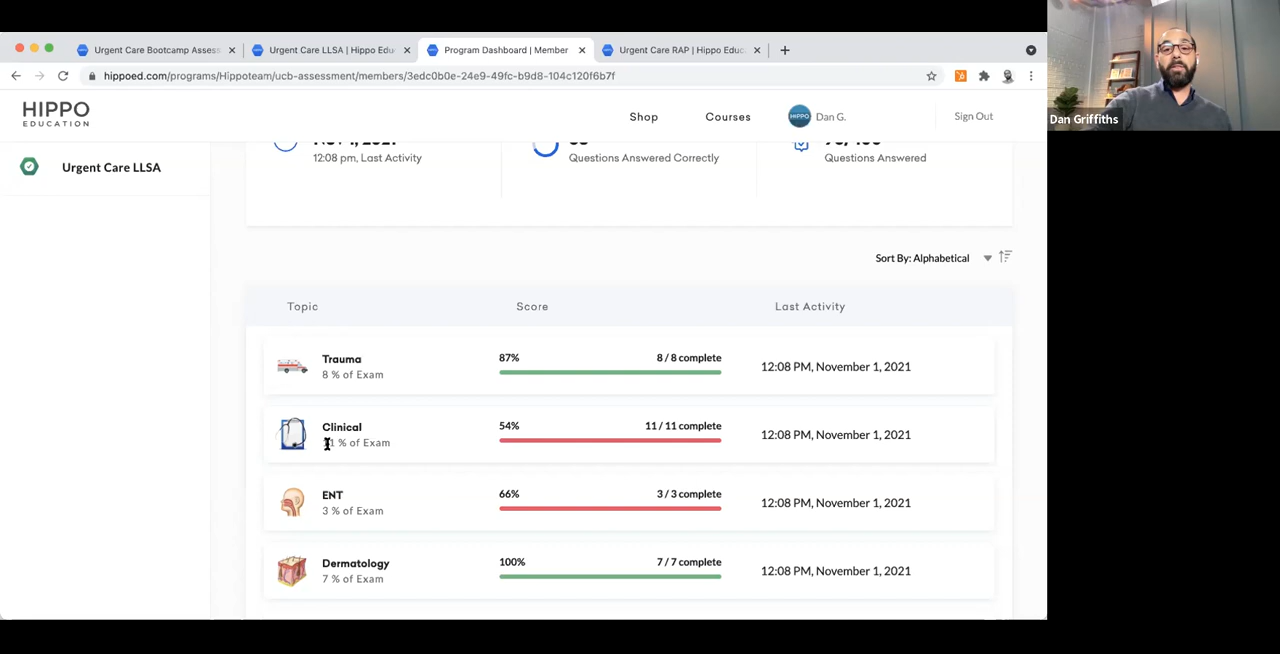 Urgent Care Bootcamp Assess
Urgent Care LLSA | Hippo Edu
Program Dashboard | Member
Urgent Care RAP | Hippo Educ
hippoed.com/programs/Hippoteam/ucb-assessment/members/3edc0b0e-24e9-49fc-b9d8-104c120f6b7f
HIPPO
EDUCATION
Shop
Courses
HIPPO
Dan G.
Sign Out
Dan Griffiths
Urgent Care LLSA
12:08 pm, Last Activity
Questions Answered Correctly
Questions Answered
Sort By: Alphabetical
Topic Score Last Activity
Trauma
8 % of Exam
87% 8 / 8 complete
12:08 PM, November 1, 2021
Clinical
11 % of Exam
54% 11 / 11 complete
12:08 PM, November 1, 2021
ENT
3 % of Exam
66% 3 / 3 complete
12:08 PM, November 1, 2021
Dermatology
7 % of Exam
100% 7 / 7 complete
12:08 PM, November 1, 2021